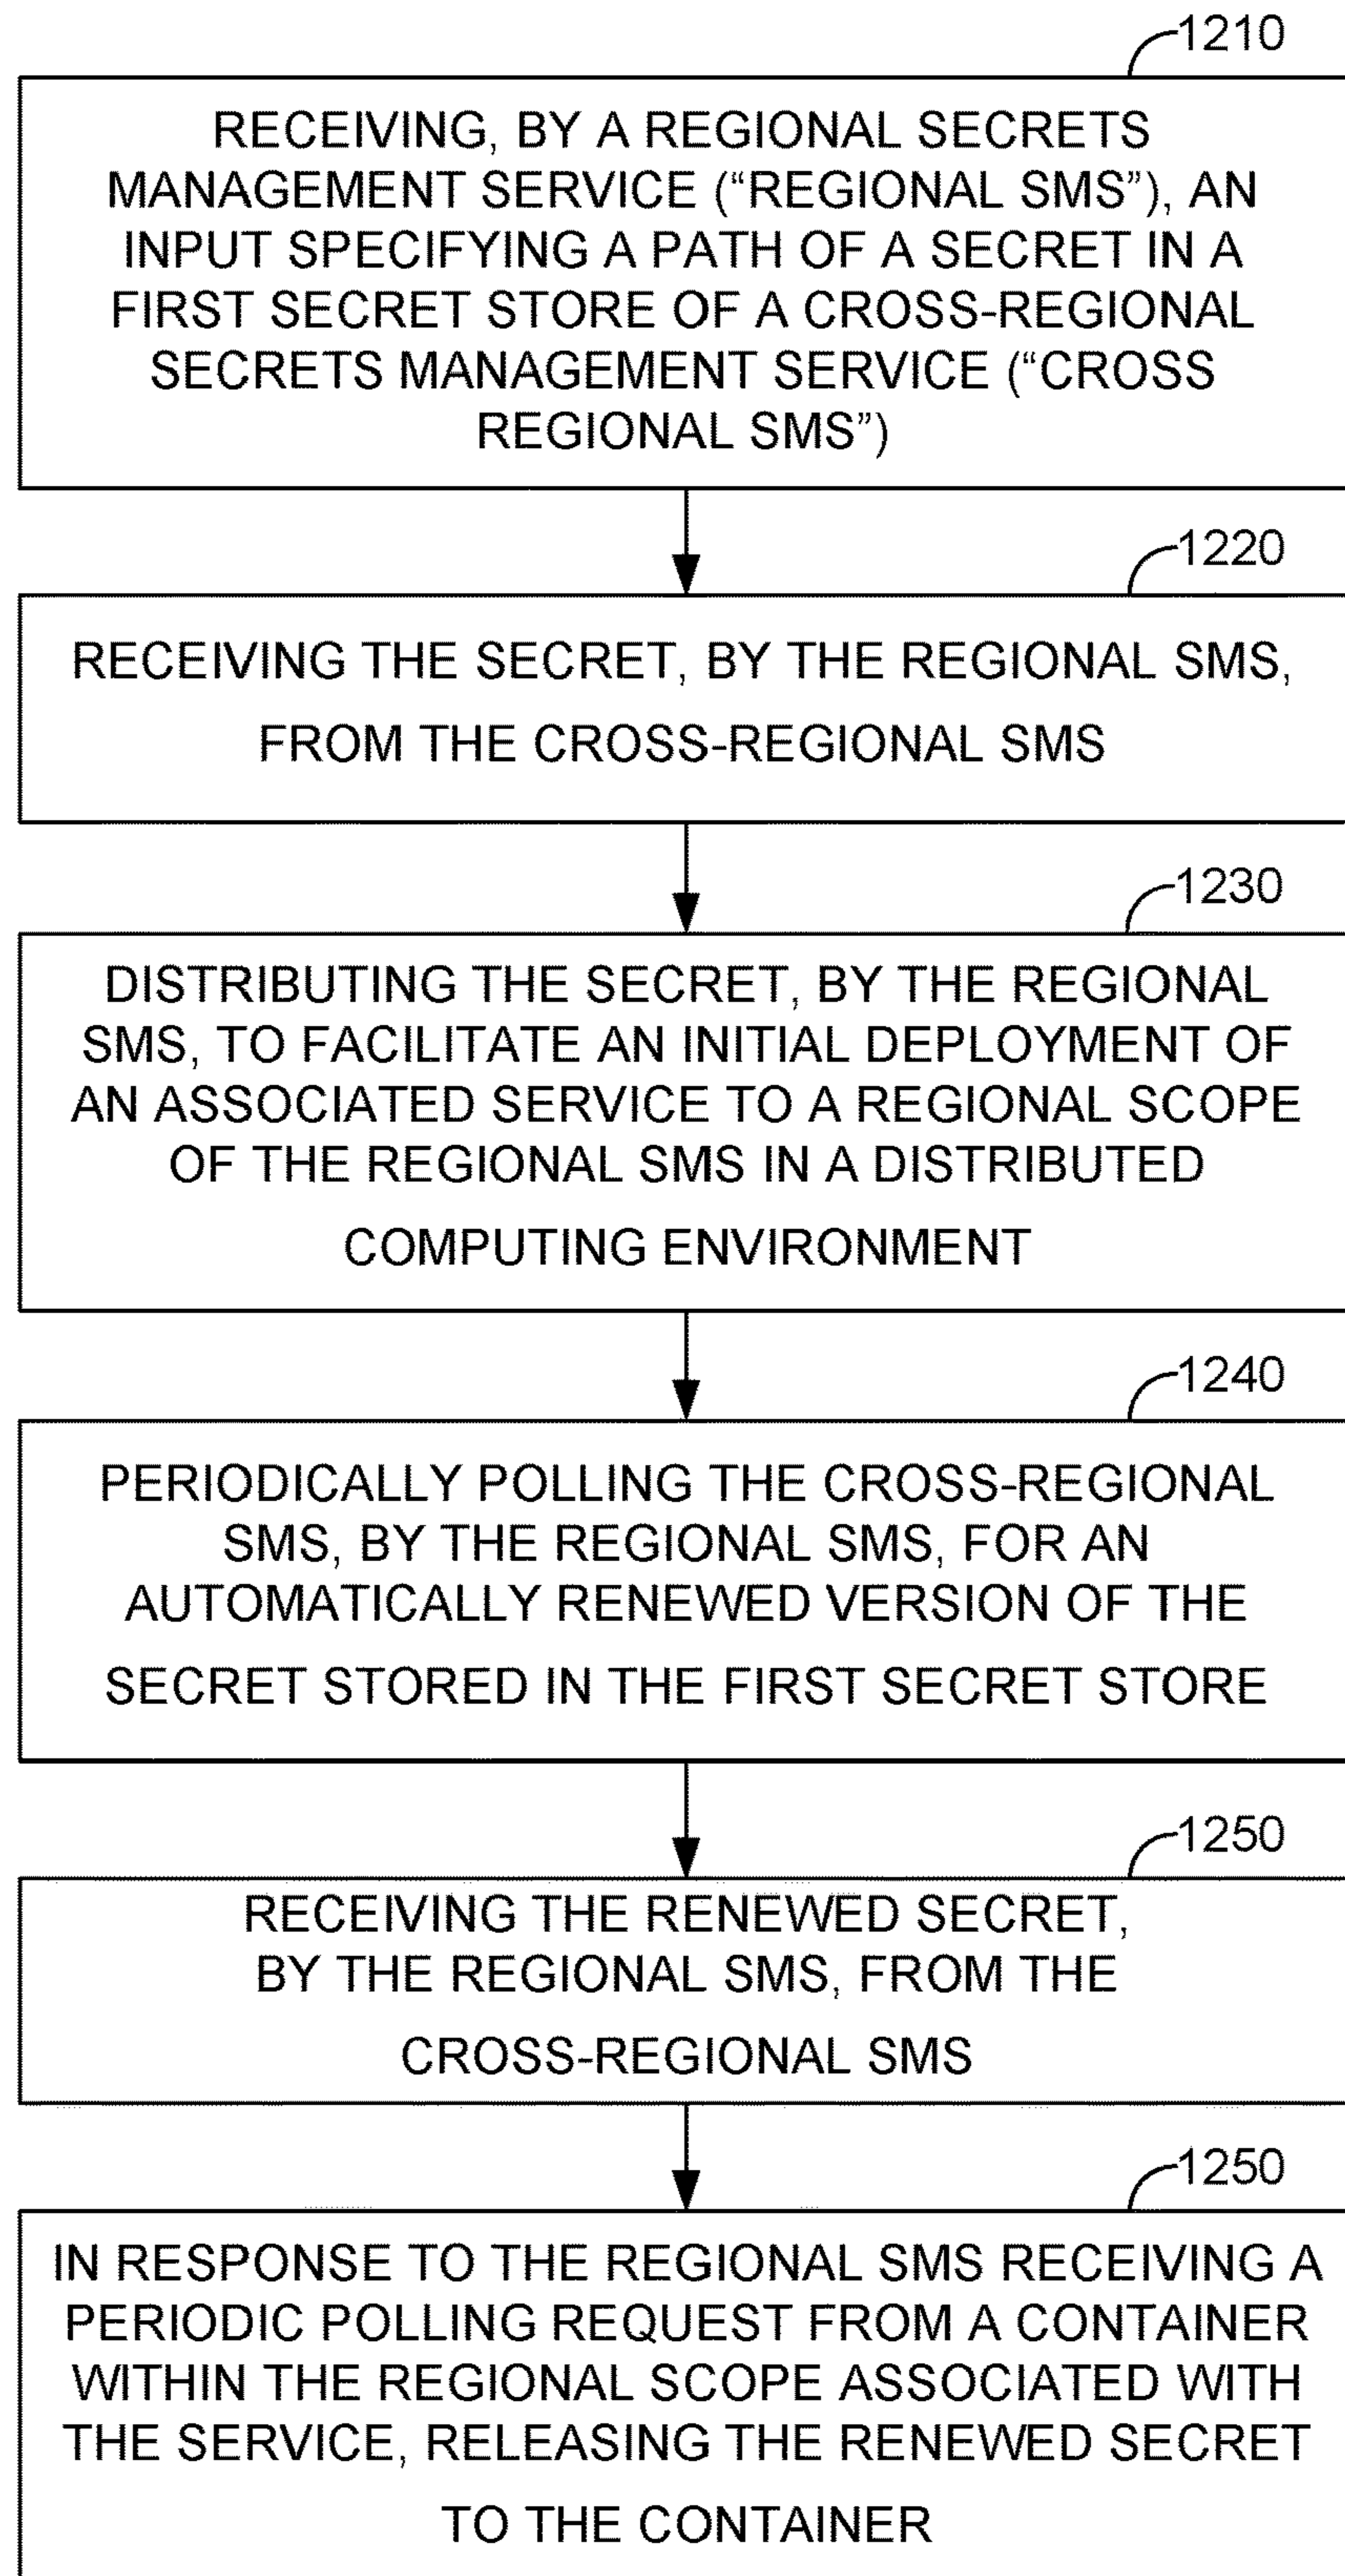 1210
RECEIVING, BY A REGIONAL SECRETS
MANAGEMENT SERVICE (“REGIONAL SMS”), AN
INPUT SPECIFYING A PATH OF A SECRET IN A
FIRST SECRET STORE OF A CROSS-REGIONAL
SECRETS MANAGEMENT SERVICE (“CROSS
REGIONAL SMS”)
1220
RECEIVING THE SECRET, BY THE REGIONAL SMS,
FROM THE CROSS-REGIONAL SMS
1230
DISTRIBUTING THE SECRET, BY THE REGIONAL
SMS, TO FACILITATE AN INITIAL DEPLOYMENT OF
AN ASSOCIATED SERVICE TO A REGIONAL SCOPE
OF THE REGIONAL SMS IN A DISTRIBUTED
COMPUTING ENVIRONMENT
1240
PERIODICALLY POLLING THE CROSS-REGIONAL
SMS, BY THE REGIONAL SMS, FOR AN
AUTOMATICALLY RENEWED VERSION OF THE
SECRET STORED IN THE FIRST SECRET STORE
1250
RECEIVING THE RENEWED SECRET,
BY THE REGIONAL SMS, FROM THE
CROSS-REGIONAL SMS
1250
IN RESPONSE TO THE REGIONAL SMS RECEIVING A
PERIODIC POLLING REQUEST FROM A CONTAINER
WITHIN THE REGIONAL SCOPE ASSOCIATED WITH
THE SERVICE, RELEASING THE RENEWED SECRET
TO THE CONTAINER